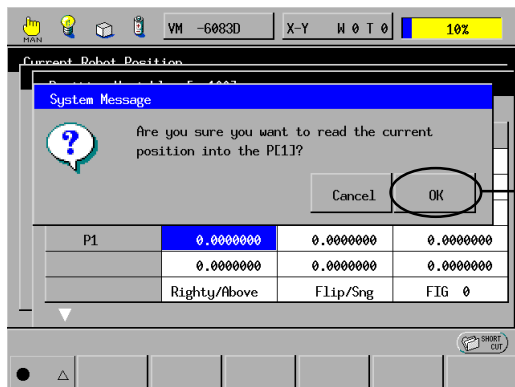 MAN
VM -6083D
X-Y W 0 T 0
10%
Current Robot Position
System Message
Are you sure you want to read the current
position into the P[1]?
Cancel
OK
P1
0.0000000
0.0000000
0.0000000
0.0000000
0.0000000
0.0000000
Righty/Above
Flip/Sng
FIG 0
SHORT
CUT